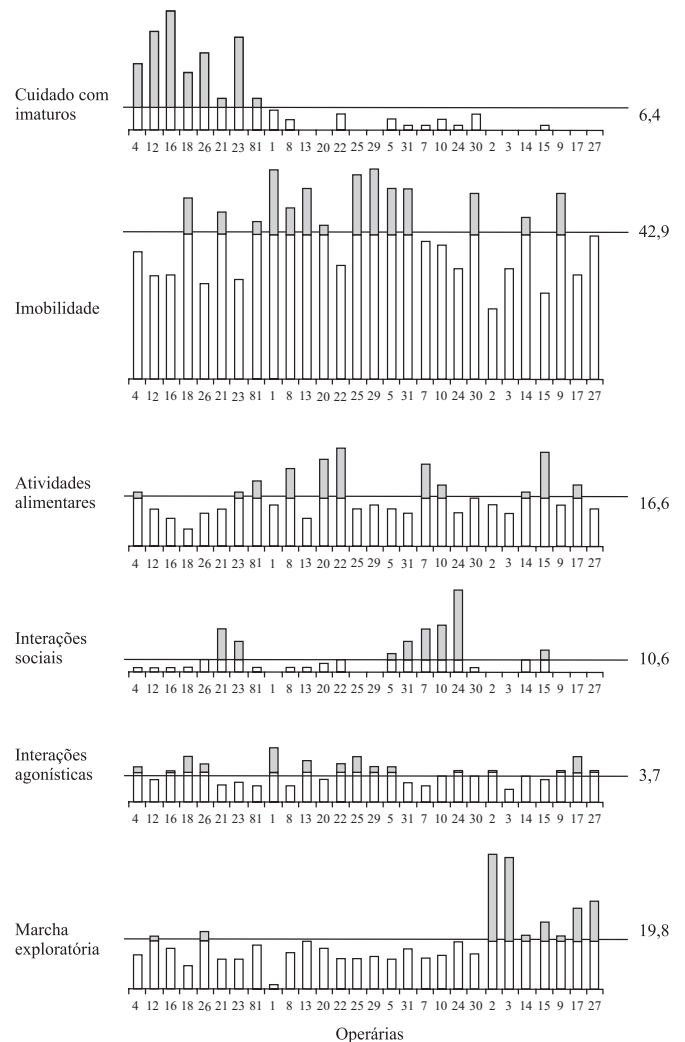 Cuidado com
imaturos
6,4
4 12 16 18 26 21 23 81 1 8 13 20 22 25 29 5 31 7 10 24 30 2 3 15 9 17 27
42,9
Imobilidade
4 12 16 18 26 21 23 81 1 8 13 20 22 25 29 5 31 7 10 24 30 2 3 14 15 9 17 27
Atividades
alimentares
16,6
4 12 16 18 26 21 23 81 1 8 13 20 22 25 29 5 31 7 10 24 30 2 3 14 15 9 17 27
Interações
sociais
10,6
4 12 16 18 26 21 23 81 1 8 13 20 22 25 29 5 31 7 10 24 30 2 3 14 15 9 17 27
Interações
agonísticas
3,7
4 12 16 18 26 21 23 81 1 8 13 20 22 25 29 5 31 7 10 24 30 2 3 14 15 9 17 27
Marcha
exploratória
19,8
4 12 16 18 26 21 23 81 1 8 13 20 22 25 29 5 31 7 10 24 30 2 3 14 15 9 17 27
Operárias